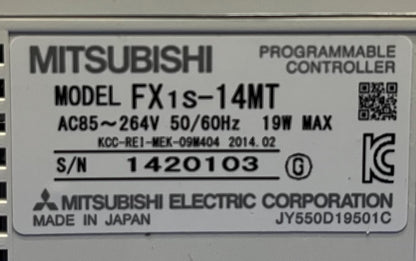 MITSUBISHI PROGRAMMABLE CONTROLLER
MODEL FX1S-14MT
AC85~264V 50/60Hz 19W MAX
KCC-REI-MEK-09M404 2014.02
S/N 1420103 G
MITSUBISHI ELECTRIC CORPORATION
MADE IN JAPAN JY550D19501C